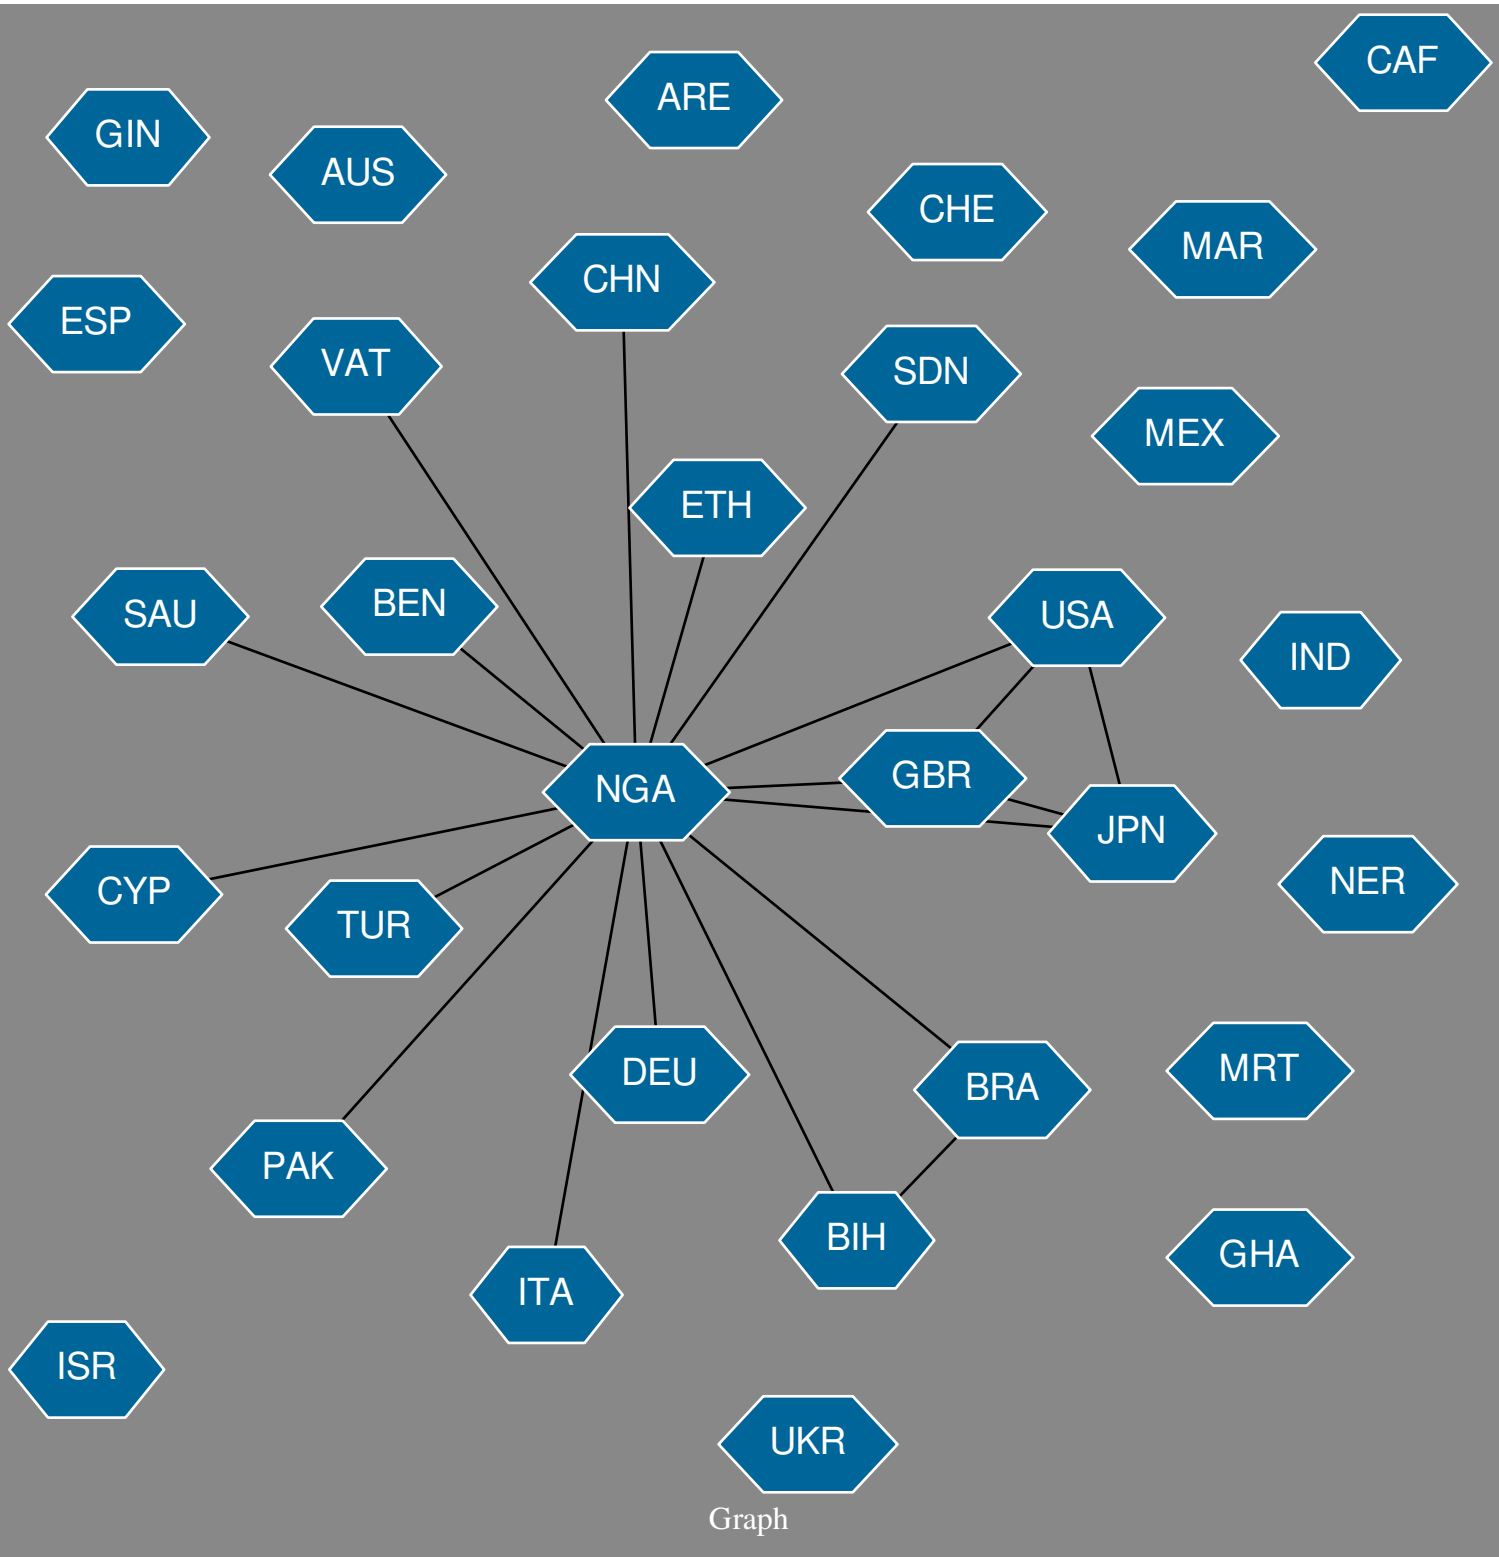 CAF
ARE
GIN
AUS
CHE
MAR
CHN
ESP
VAT
SDN
MEX
ETH
BEN
SAU
USA
IND
GBR
NGA
JPN
NER
CYP
TUR
MRT
DEU
BRA
PAK
BIH
GHA
ITA
ISR
UKR
Graph